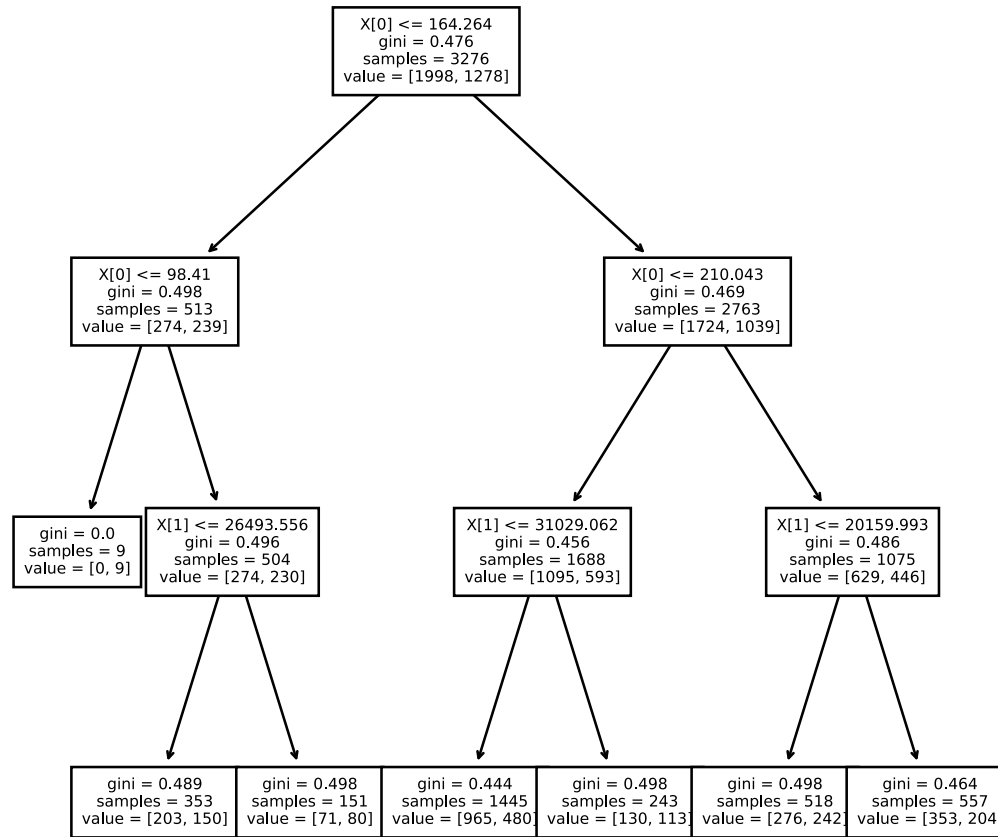 X[0] <= 164.264
gini = 0.476
samples = 3276
value = [1998, 1278]
X[0] <= 98.41
gini = 0.498
samples = 513
value = [274, 239]
X[0] <= 210.043
gini = 0.469
samples = 2763
value = [1724, 1039]
gini = 0.0
samples = 9
value = [0, 9]
X[1] <= 26493.556
gini = 0.496
samples = 504
value = [274, 230]
X[1] <= 31029.062
gini = 0.456
samples = 1688
value = [1095, 593]
X[1] <= 20159.993
gini = 0.486
samples = 1075
value = [629, 446]
gini = 0.489
samples = 353
value = [203, 150]
gini = 0.498
samples = 151
value = [71, 80]
gini = 0.444
samples = 1445
value = [965, 480]
gini = 0.498
samples = 243
value = [130, 113]
gini = 0.498
samples = 518
value = [276, 242]
gini = 0.464
samples = 557
value = [353, 204